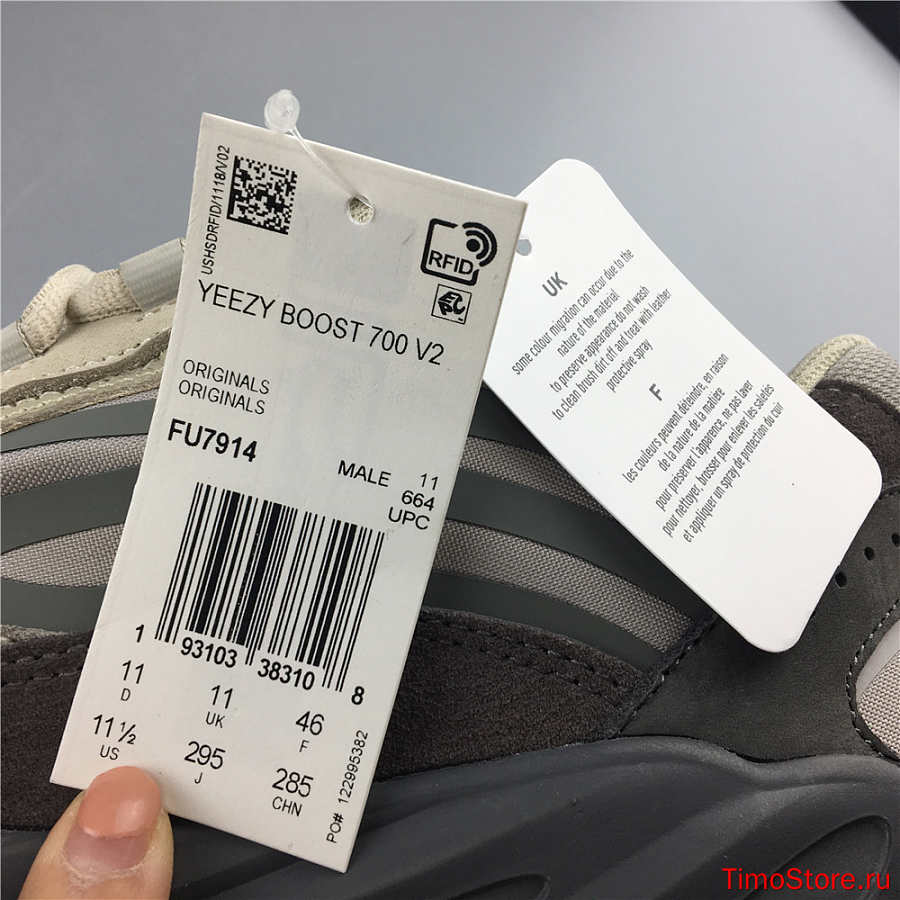 USHSDRFID/1118/V02
RFID
YEEZY BOOST 700 V2
ORIGINALS
ORIGINALS
FU7914
MALE 11
664
UPC
1 93103 38310 8
11
D
11
UK
46
F
11½
US
295
J
285
CHN
PO# 122995382
UK
some colour migration can occur due to the
nature of the material
to preserve appearance do not wash
to clean brush dirt off and treat with leather
protective spray
F
les couleurs peuvent déteindre, en raison
de la nature de la matière
pour préserver l'apparence, ne pas laver
pour nettoyer, brosser pour enlever les saletés
et appliquer un spray de protection du cuir
TimoStore.ru